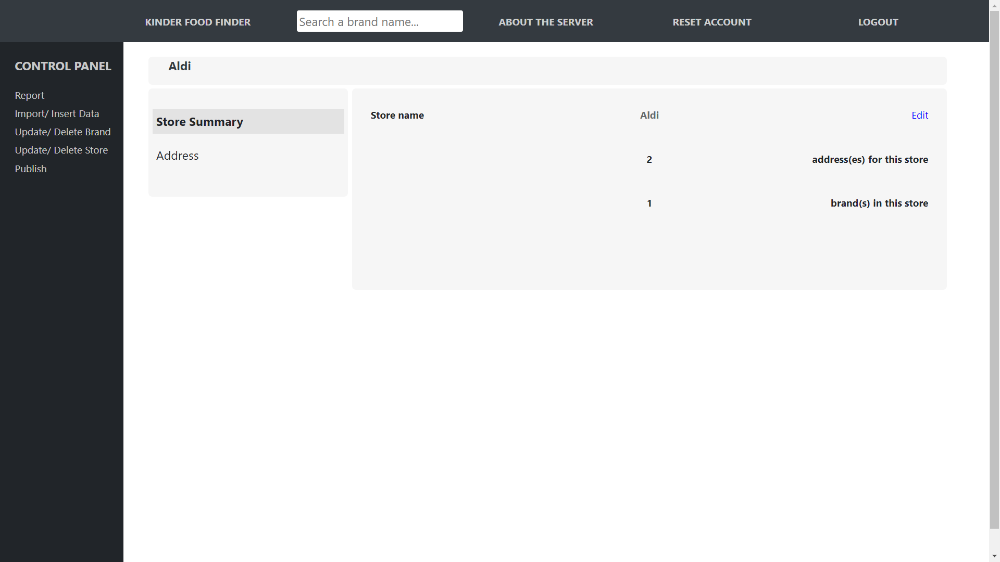 KINDER FOOD FINDER
Search a brand name...
ABOUT THE SERVER
RESET ACCOUNT
LOGOUT
CONTROL PANEL
Report
Import/ Insert Data
Update/ Delete Brand
Update/ Delete Store
Publish
Aldi
Store Summary
Address
Store name Aldi Edit
2 address(es) for this store
1 brand(s) in this store